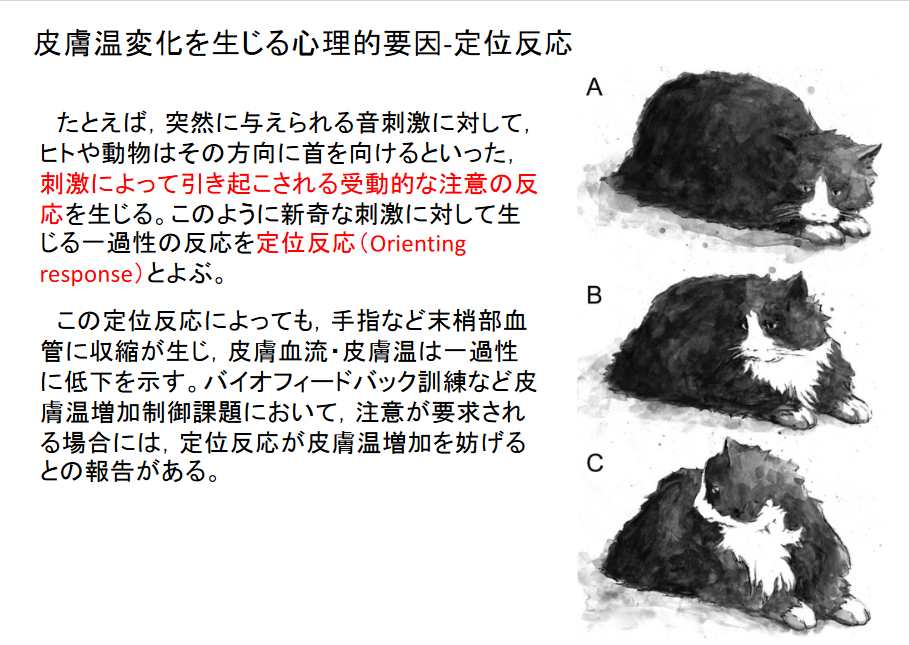 皮膚温変化を生じる心理的要因-定位反応
A
たとえば，突然に与えられる音刺激に対して，
ヒトや動物はその方向に首を向けるといった，
刺激によって引き起こされる受動的な注意の反
応を生じる。このように新奇な刺激に対して生
じる一過性の反応を定位反応（Orienting
response）とよぶ。
B
この定位反応によっても，手指など末梢部血
管に収縮が生じ，皮膚血流・皮膚温は一過性
に低下を示す。バイオフィードバック訓練など皮
膚温増加制御課題において，注意が要求され
る場合には，定位反応が皮膚温増加を妨げる
との報告がある。
C